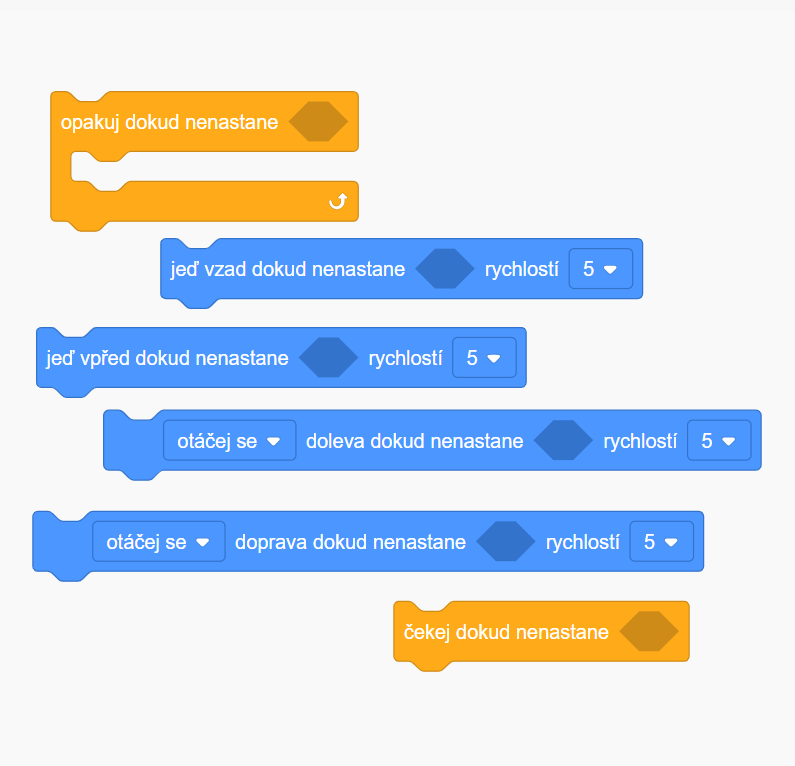 opakuj dokud nenastane
jeď vzad dokud nenastane rychlostí 5
jeď vpřed dokud nenastane rychlostí 5
otáčej se doleva dokud nenastane rychlostí 5
otáčej se doprava dokud nenastane rychlostí 5
čekej dokud nenastane